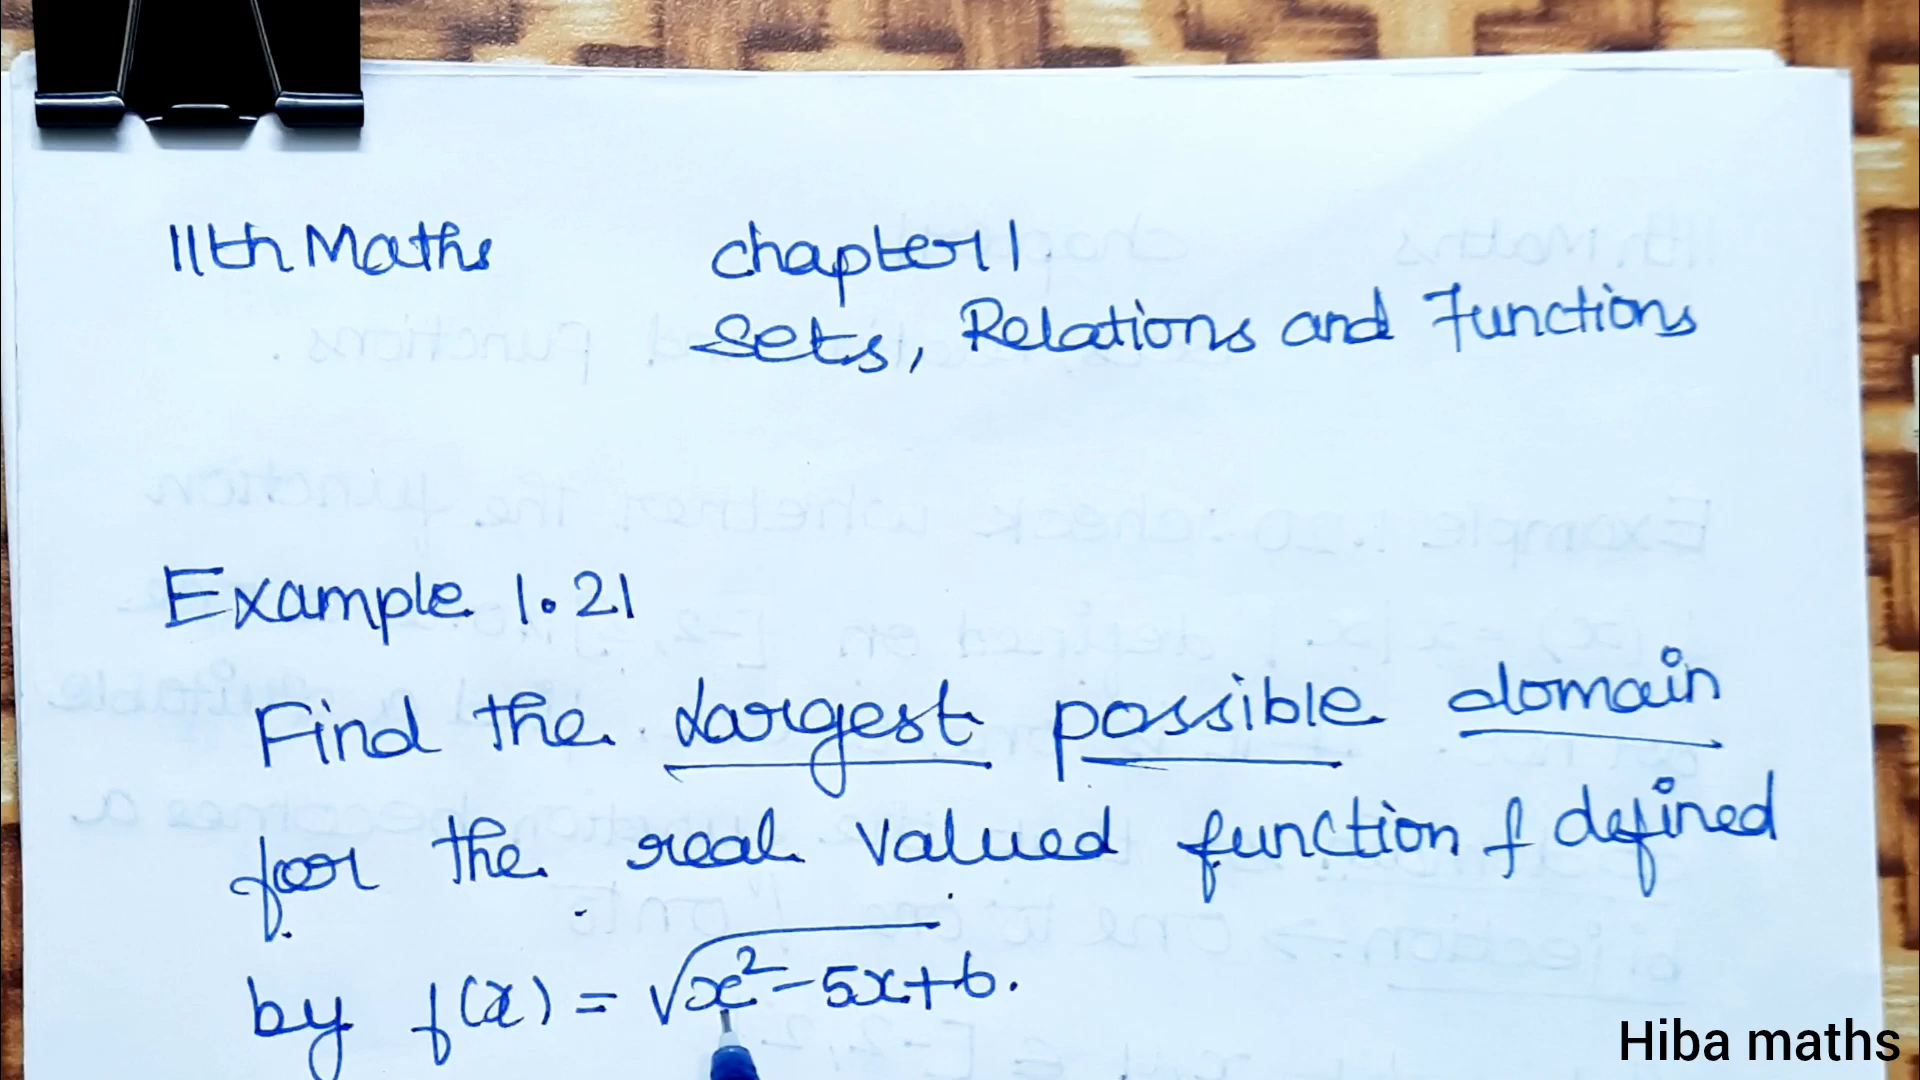 11th Maths chapter 1
Sets, Relations and Functions
Example 1.21
Find the Largest possible domain
for the real valued function f defined
by f(x) = √x²-5x+6.
Hiba maths